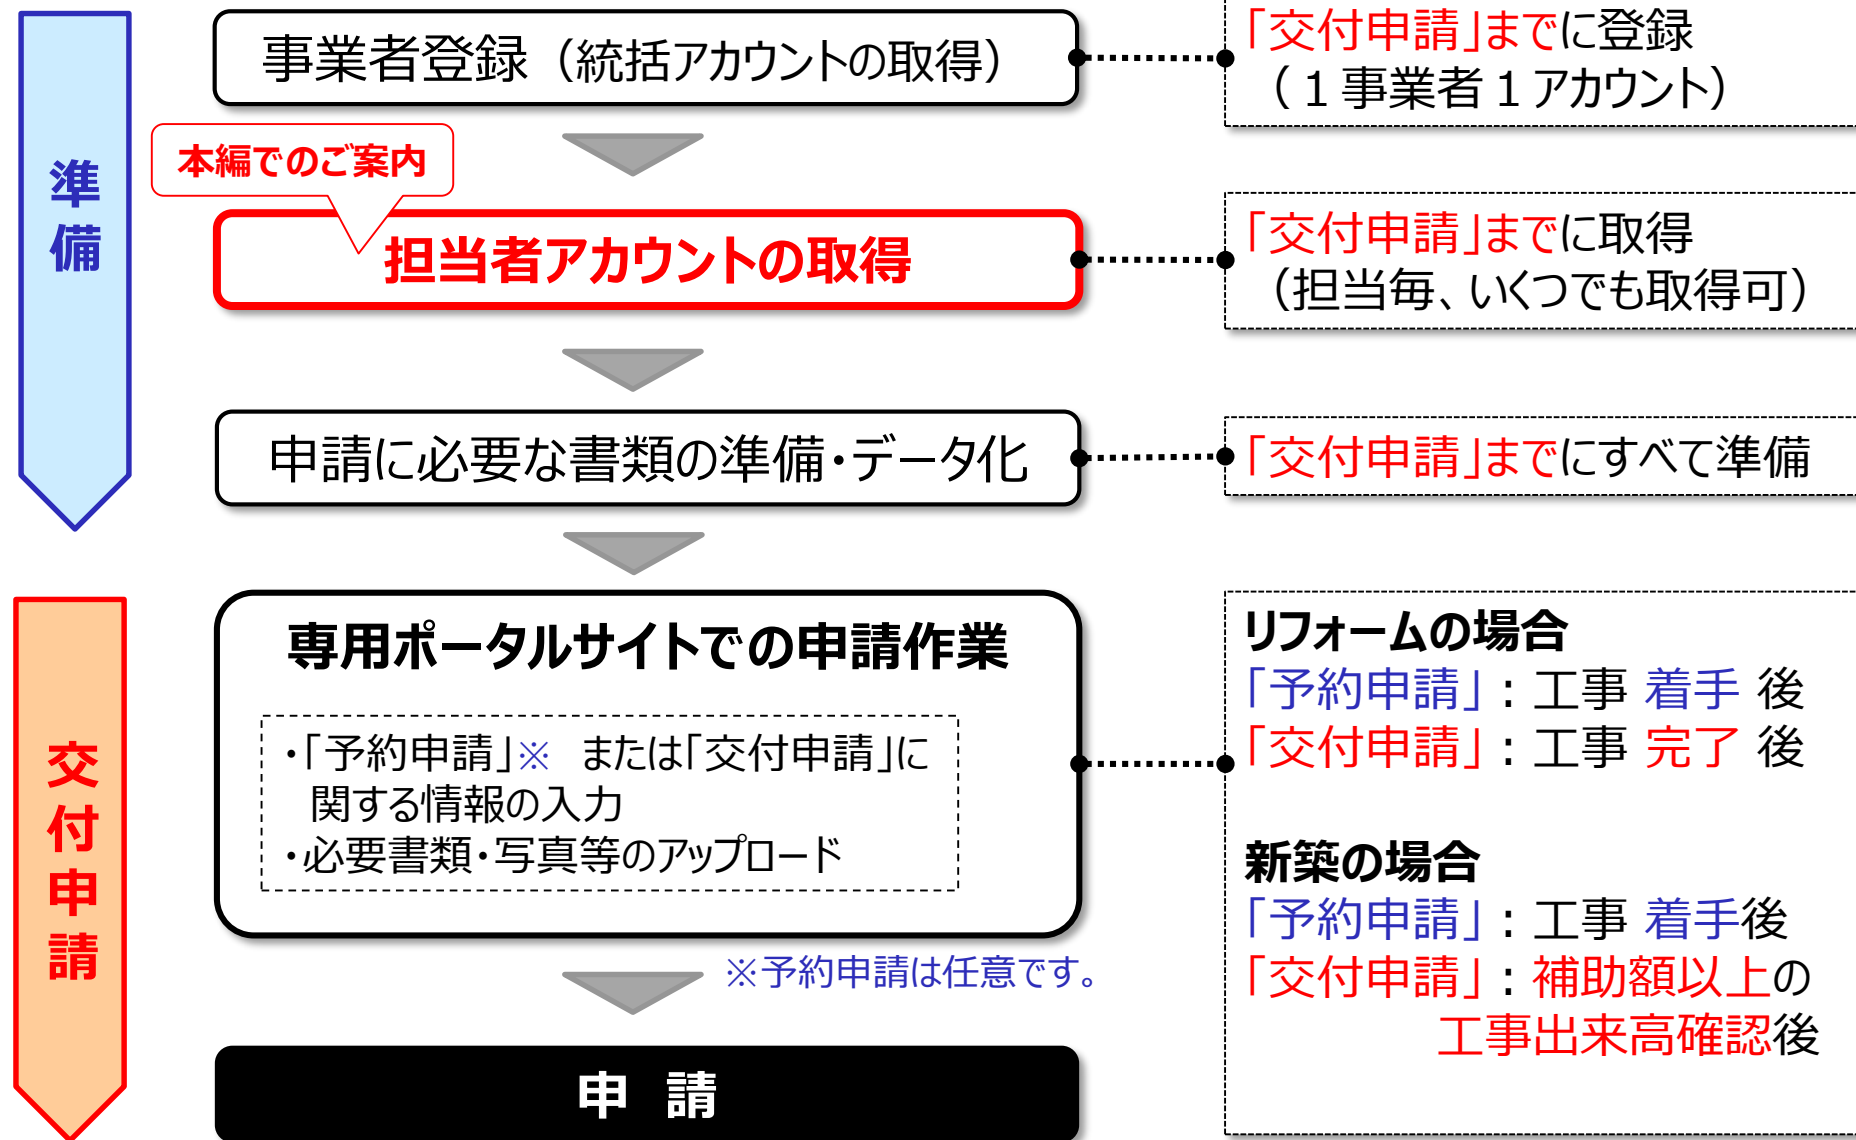 準備
事業者登録（統括アカウントの取得）
「交付申請」までに登録
（１事業者１アカウント）
本編でのご案内
担当者アカウントの取得
「交付申請」までに取得
（担当毎、いくつでも取得可）
申請に必要な書類の準備・データ化
「交付申請」までにすべて準備
交付申請
専用ポータルサイトでの申請作業
・「予約申請」※　または「交付申請」に
関する情報の入力
・必要書類・写真等のアップロード
※予約申請は任意です。
リフォームの場合
「予約申請」：工事 着手 後
「交付申請」：工事 完了 後
新築の場合
「予約申請」：工事 着手後
「交付申請」：補助額以上の
工事出来高確認後
申　請